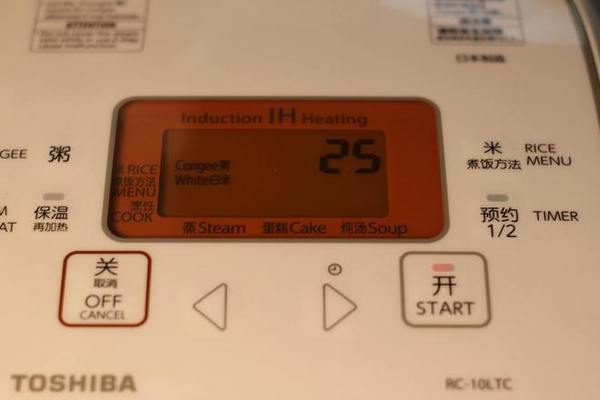 ATTENTION
日本制造
Induction IH Heating
GEE 粥
米 RICE
煮饭方法 MENU
米 RICE
煮饭方法
MENU
烹饪
COOK
Congee粥
White白米
25
保温
再加热
预约 TIMER
1/2
蒸Steam 蛋糕Cake 炖汤Soup
关
取消
OFF
CANCEL
开
START
TOSHIBA
RC-10LTC